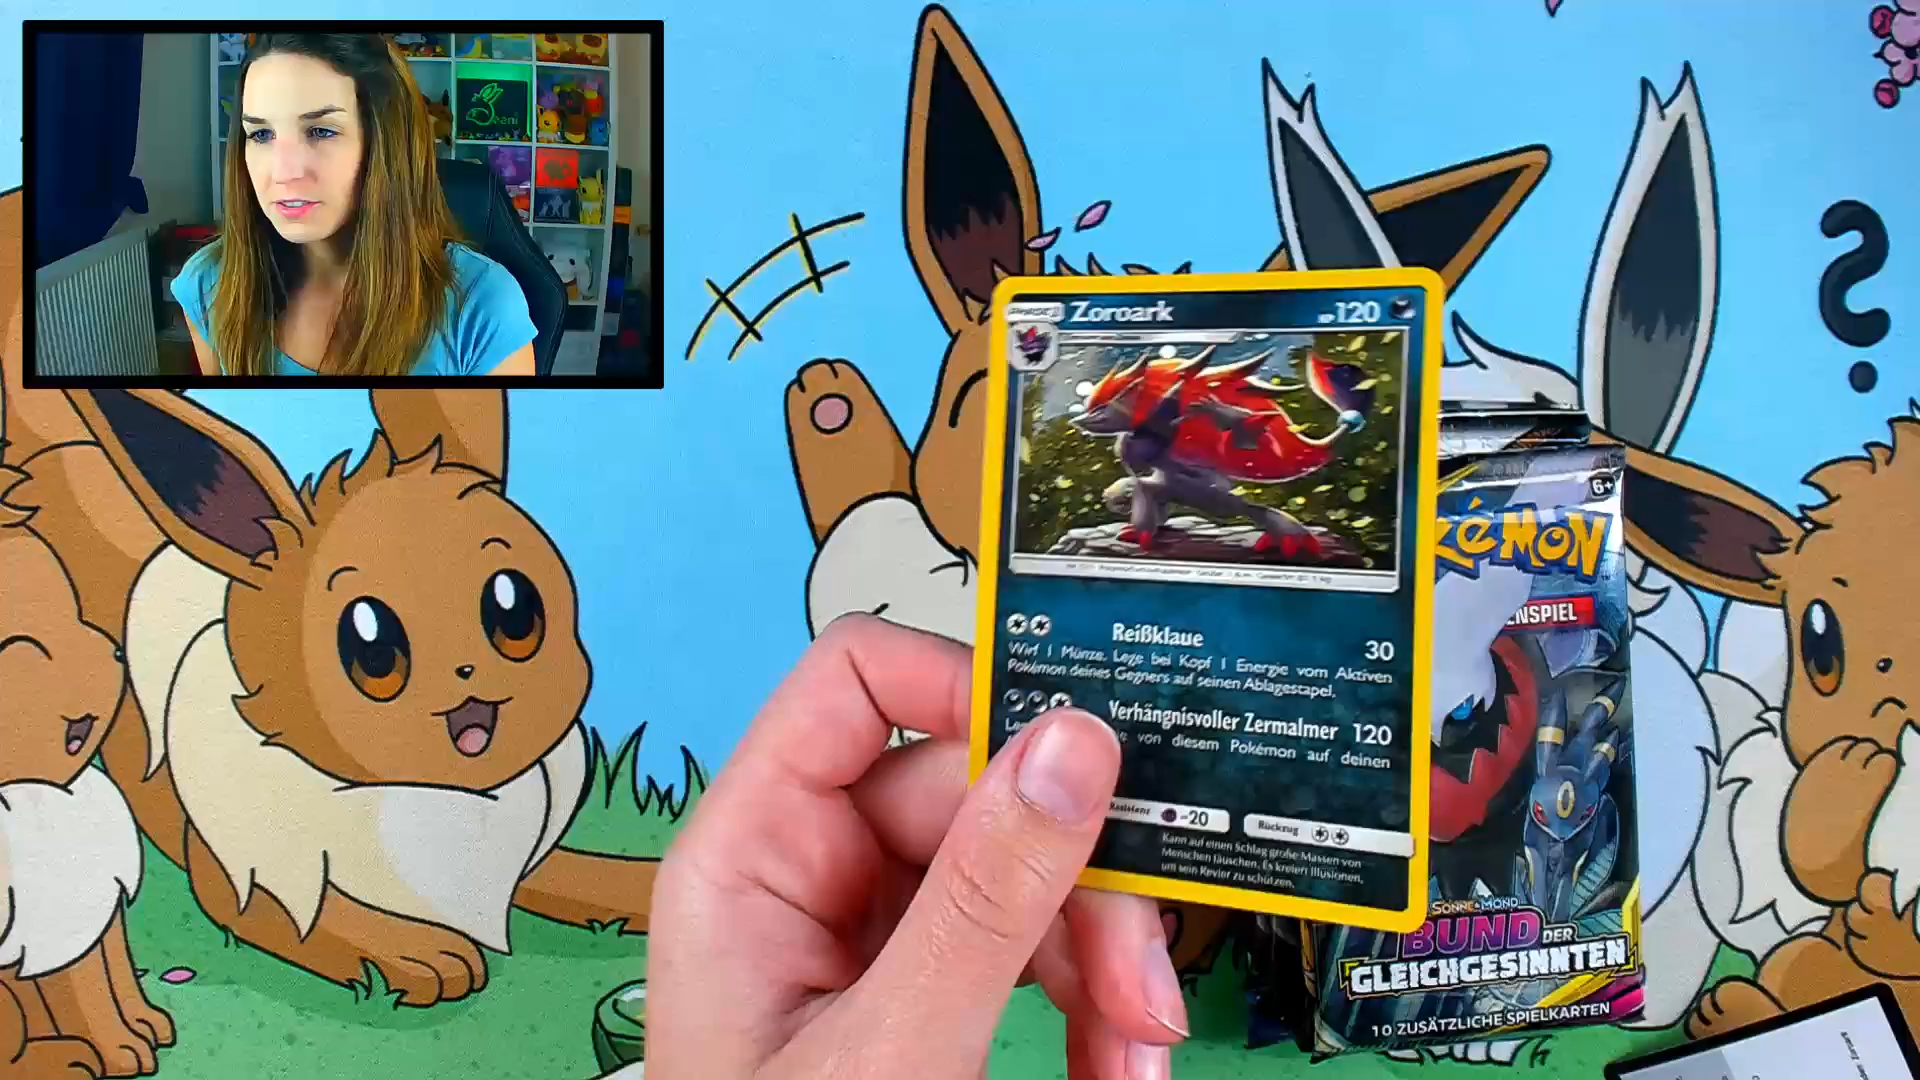 eani
Zoroark
120
Reißklaue
30
Wirf 1 Münze. Lege bei Kopf 1 Energie vom Aktiven
Pokémon deines Gegners auf seinen Ablagestapel.
Verhängnisvoller Zermalmer 120
von diesem Pokémon auf deinen
Resistenz -20
Rückzug
Kann auf einen Schlag große Massen von
Menschen täuschen. Es kreiert Illusionen,
um sein Revier zu schützen.
6+
kéMoN
ENSPIEL
SONNE & MOND
BUND DER
GLEICHGESINNTEN
10 ZUSÄTZLICHE SPIELKARTEN